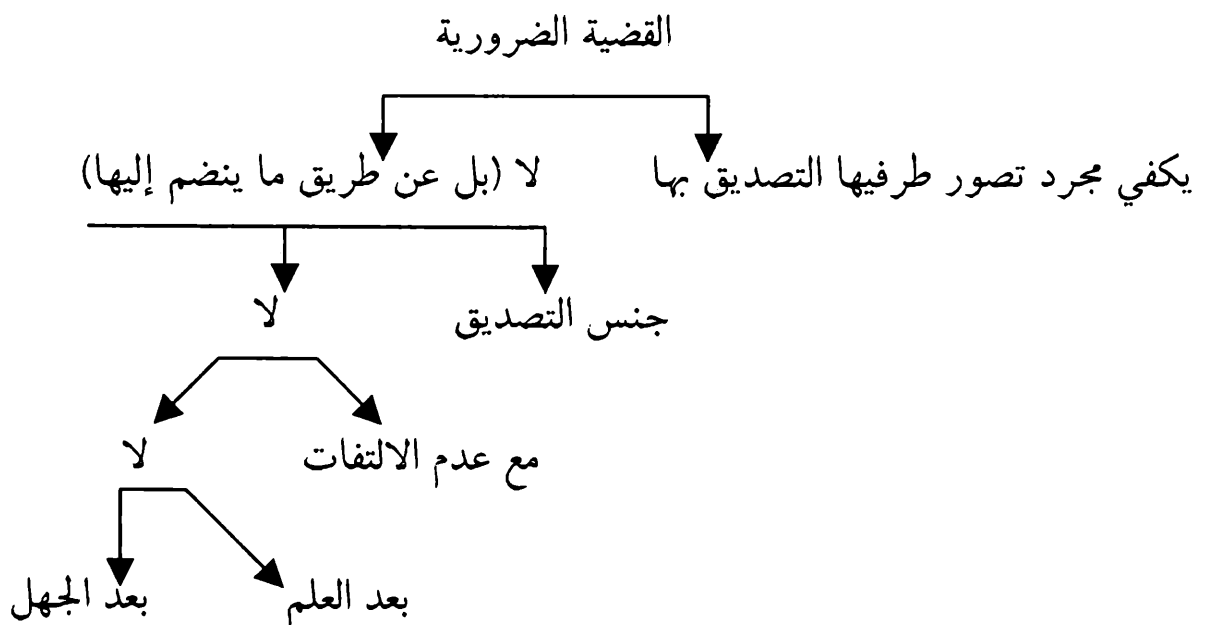 القضية الضرورية
يكفي مجرد تصور طرفيها التصديق بها لا (بل عن طريق ما ينضم إليها)
جنس التصديق لا
مع عدم الالتفات لا
بعد العلم بعد الجهل